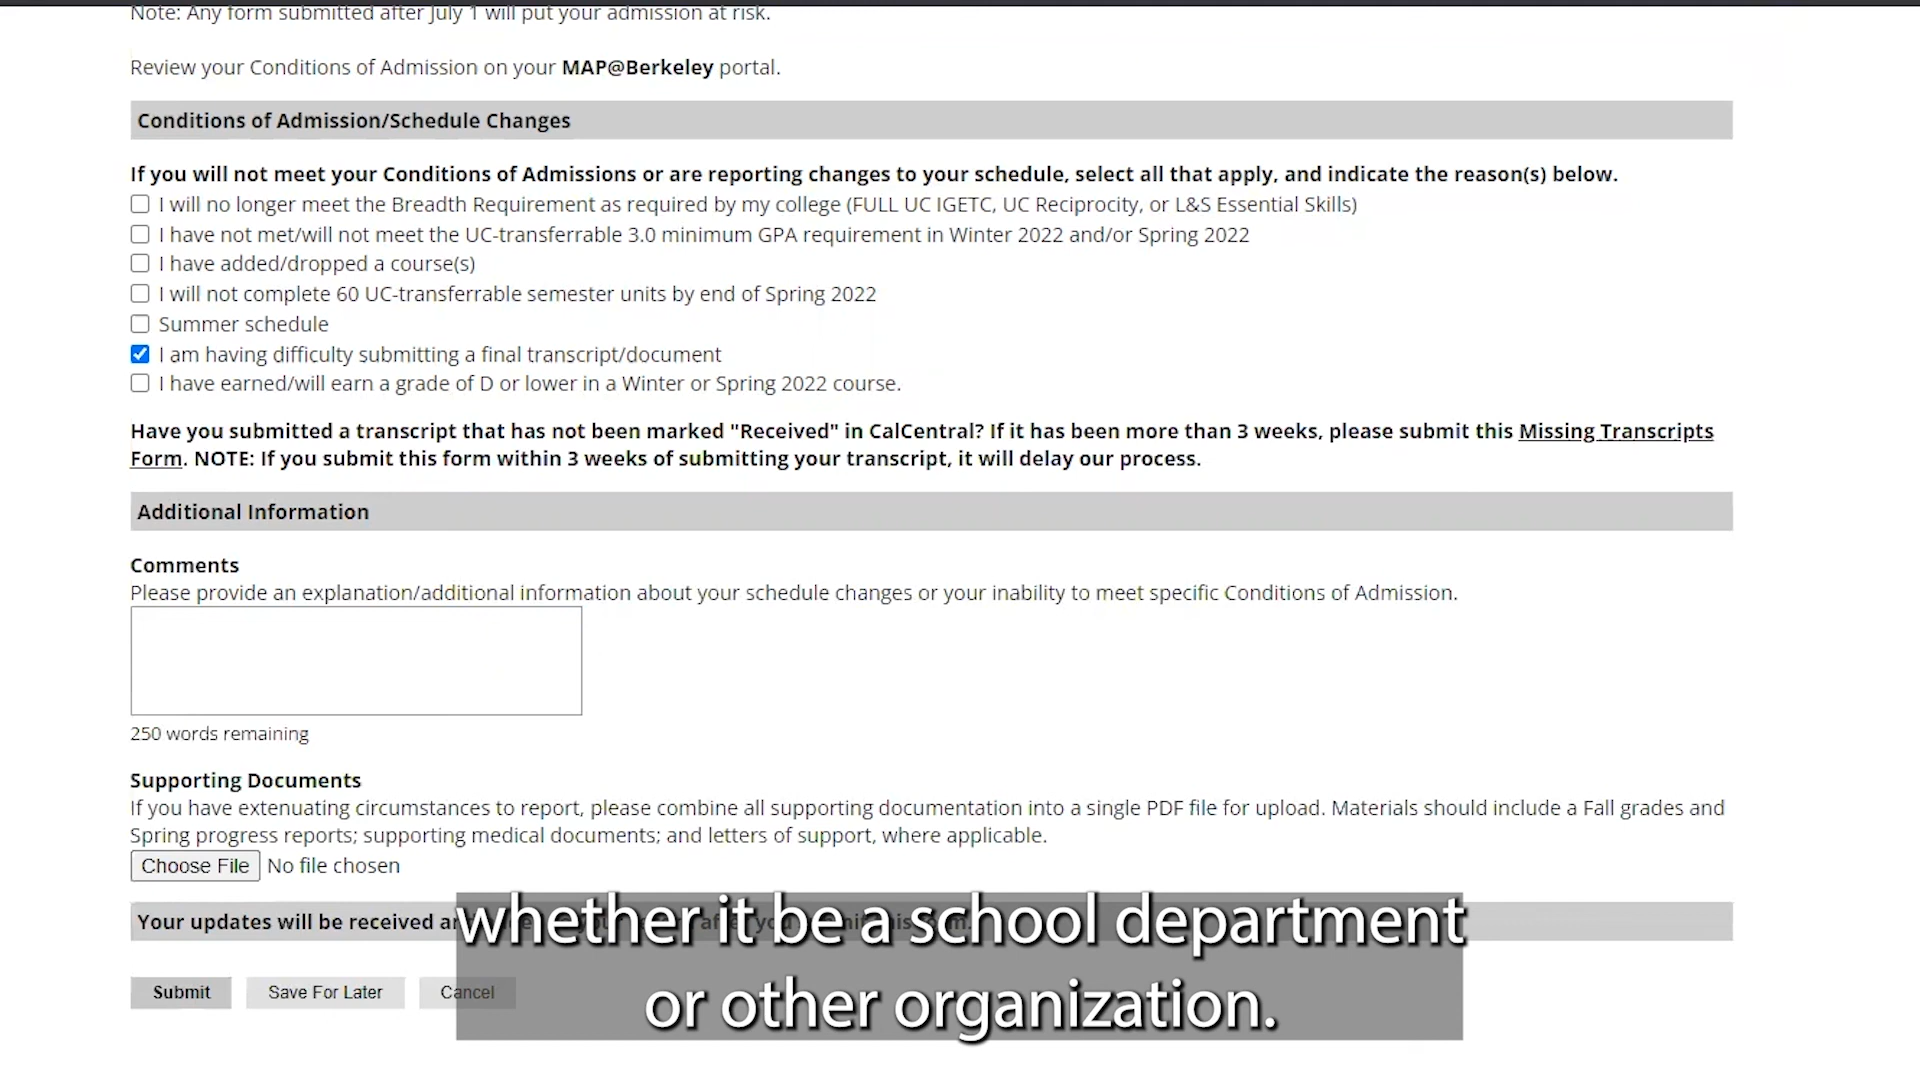 Note: Any form submitted after July 1 will put your admission at risk.
Review your Conditions of Admission on your MAP@Berkeley portal.
Conditions of Admission/Schedule Changes
If you will not meet your Conditions of Admissions or are reporting changes to your schedule, select all that apply, and indicate the reason(s) below.
I will no longer meet the Breadth Requirement as required by my college (FULL UC IGETC, UC Reciprocity, or L&S Essential Skills)
I have not met/will not meet the UC-transferrable 3.0 minimum GPA requirement in Winter 2022 and/or Spring 2022
I have added/dropped a course(s)
I will not complete 60 UC-transferrable semester units by end of Spring 2022
Summer schedule
I am having difficulty submitting a final transcript/document
I have earned/will earn a grade of D or lower in a Winter or Spring 2022 course.
Have you submitted a transcript that has not been marked "Received" in CalCentral? If it has been more than 3 weeks, please submit this Missing Transcripts
Form. NOTE: If you submit this form within 3 weeks of submitting your transcript, it will delay our process.
Additional Information
Comments
Please provide an explanation/additional information about your schedule changes or your inability to meet specific Conditions of Admission.
250 words remaining
Supporting Documents
If you have extenuating circumstances to report, please combine all supporting documentation into a single PDF file for upload. Materials should include a Fall grades and
Spring progress reports; supporting medical documents; and letters of support, where applicable.
Choose File No file chosen
Your updates will be received
whether it be a school department
Submit Save For Later Cancel
or other organization.